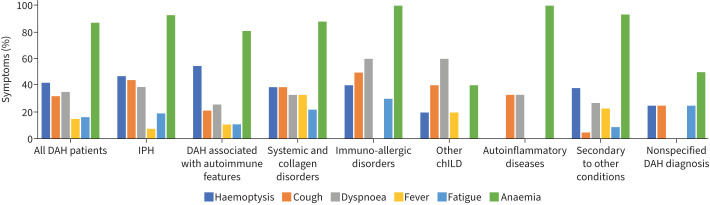 Symptoms (%)
100
80
60
40
20
0
All DAH patients
IPH
DAH associated
with autoimmune
features
Systemic and
collagen
disorders
Immuno-allergic
disorders
Other
chILD
Autoinflammatory
diseases
Secondary
to other
conditions
Nonspecified
DAH diagnosis
Haemoptysis
Cough
Dyspnoea
Fever
Fatigue
Anaemia